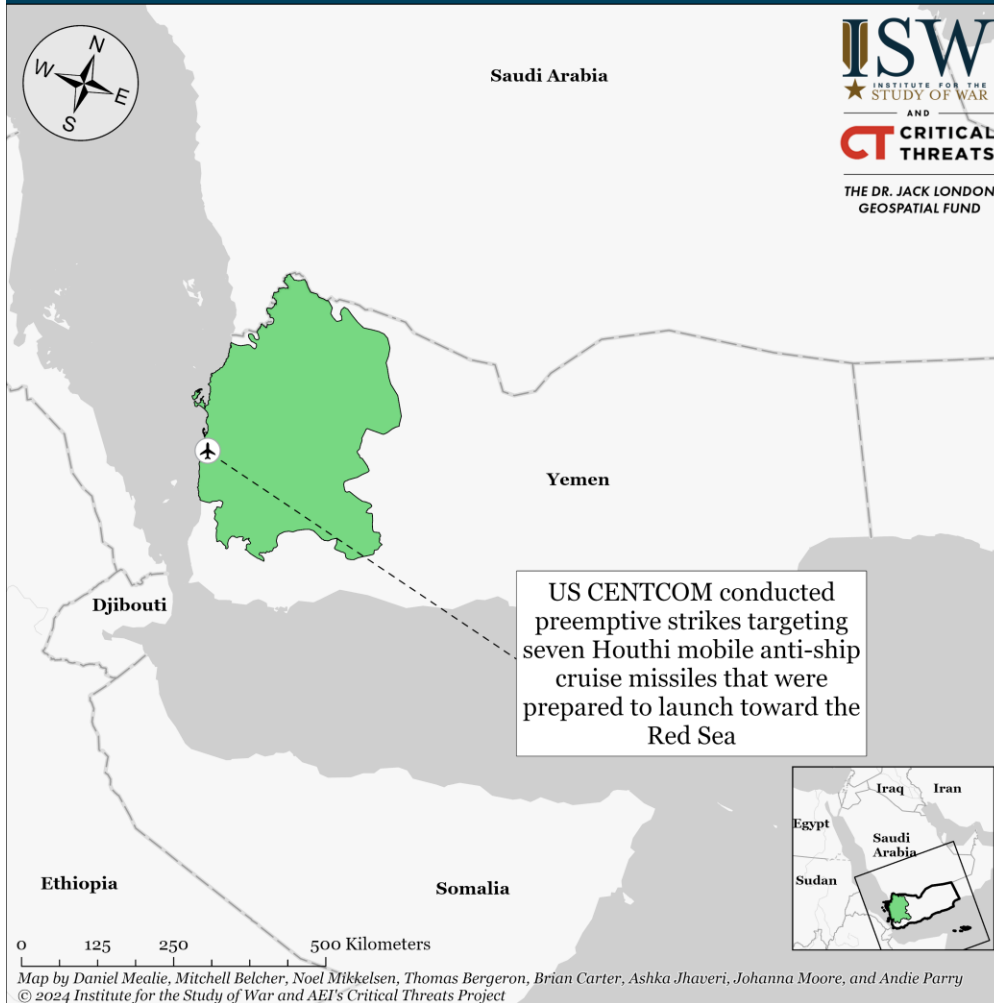 N
W
E
S
Saudi Arabia
ISW
INSTITUTE FOR THE
STUDY OF WAR
AND
CT CRITICAL
THREATS
THE DR. JACK LONDON
GEOSPATIAL FUND
Yemen
Djibouti
US CENTCOM conducted
preemptive strikes targeting
seven Houthi mobile anti-ship
cruise missiles that were
prepared to launch toward the
Red Sea
Ethiopia
Somalia
Iraq
Iran
Egypt
Saudi
Arabia
Sudan
0 125 250 500 Kilometers
Map by Daniel Mealie, Mitchell Belcher, Noel Mikkelsen, Thomas Bergeron, Brian Carter, Ashka Jhaveri, Johanna Moore, and Andie Parry
© 2024 Institute for the Study of War and AEI's Critical Threats Project